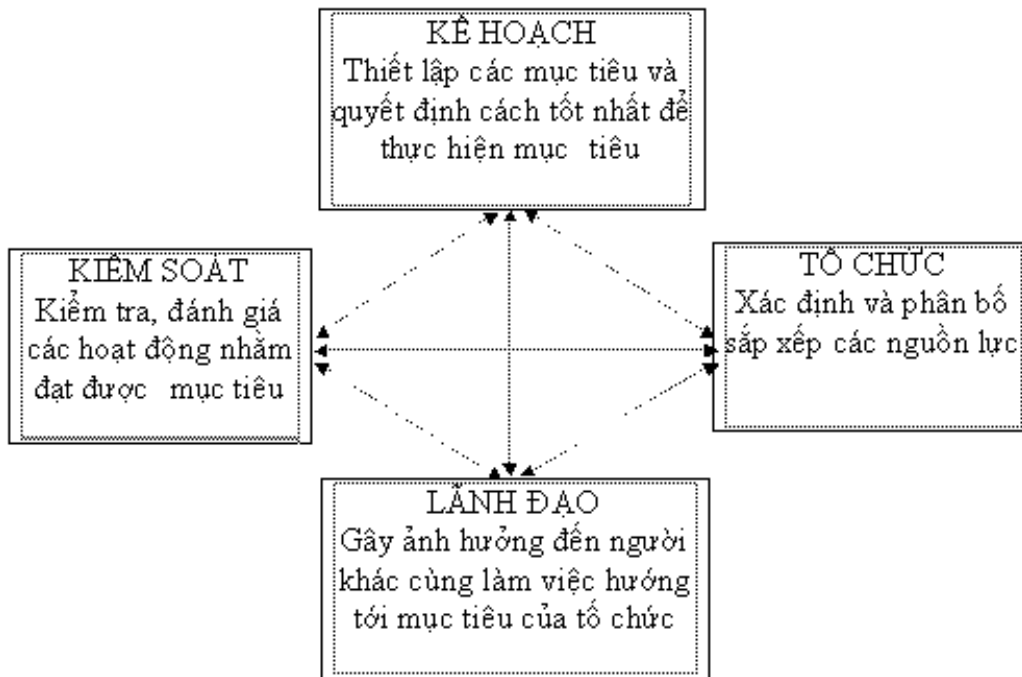 KẾ HOẠCH
Thiết lập các mục tiêu và
quyết định cách tốt nhất để
thực hiện mục tiêu
KIỂM SOÁT
Kiểm tra, đánh giá
các hoạt động nhằm
đạt được mục tiêu
TỔ CHỨC
Xác định và phân bổ
sắp xếp các nguồn lực
LÃNH ĐẠO
Gây ảnh hưởng đến người
khác cùng làm việc hướng
tới mục tiêu của tổ chức